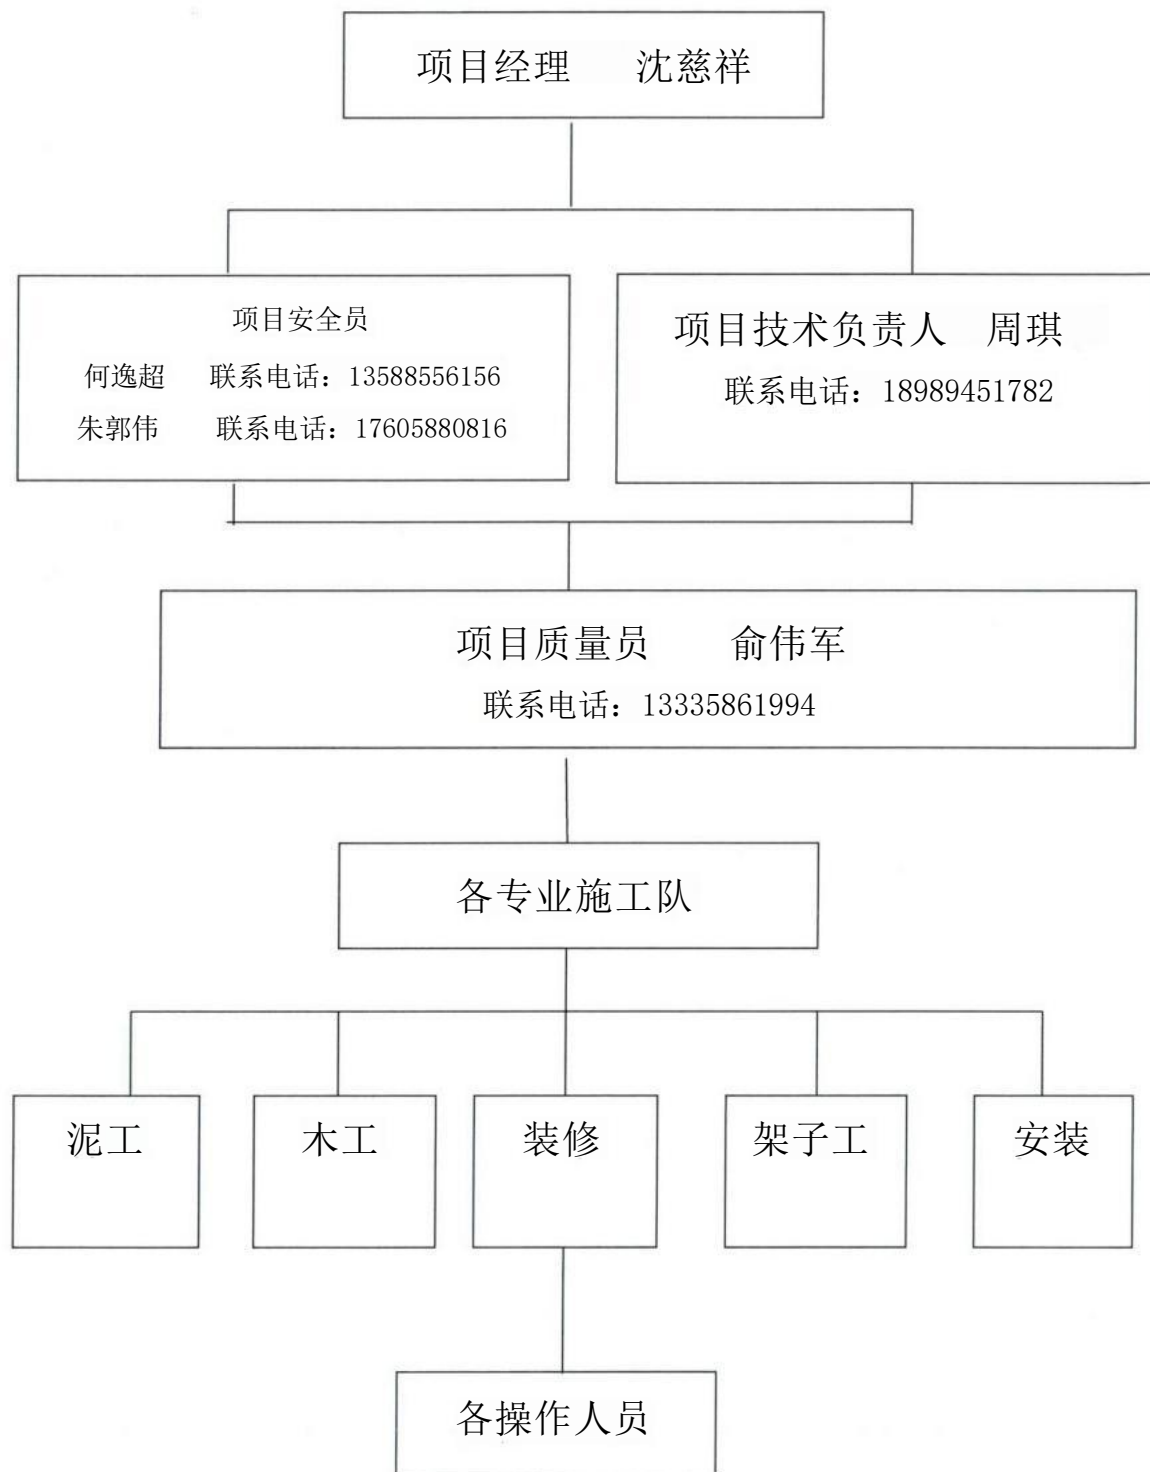 项目经理 沈慈祥
项目安全员
何逸超 联系电话：13588556156
朱郭伟 联系电话：17605880816
项目技术负责人 周琪
联系电话：18989451782
项目质量员 俞伟军
联系电话：13335861994
各专业施工队
泥工 木工 装修 架子工 安装
各操作人员